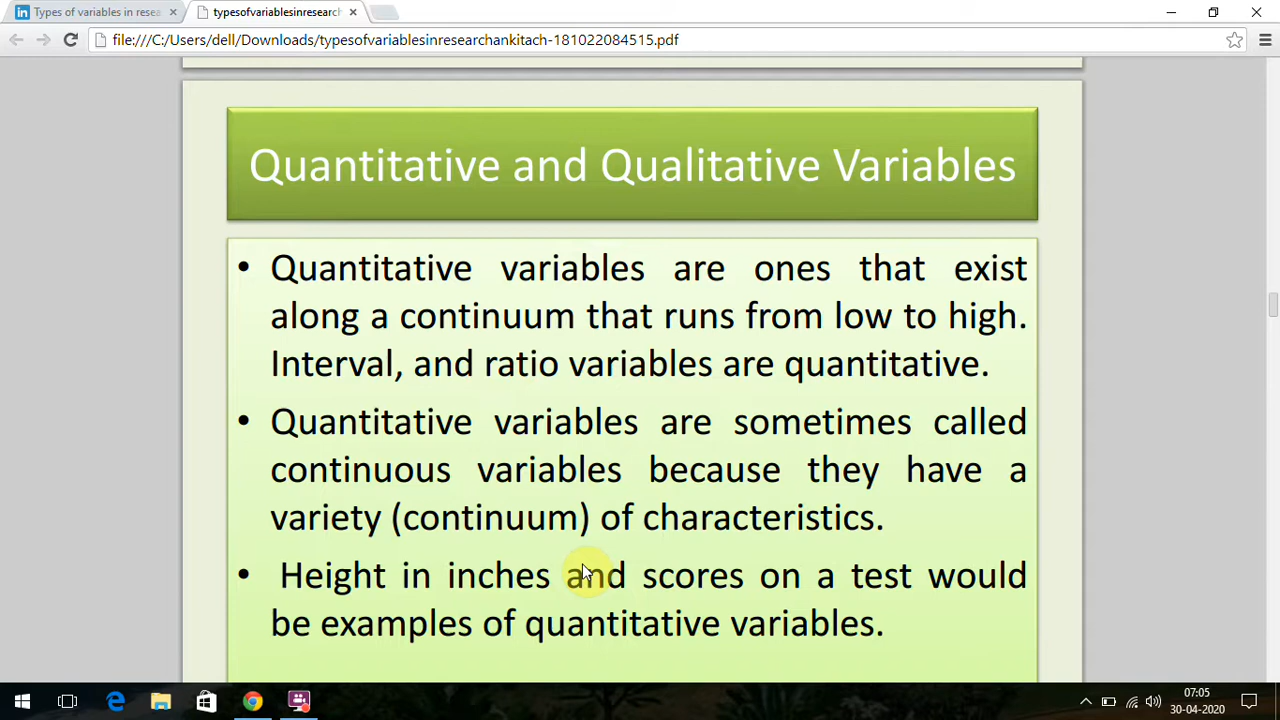 Types of variables in resea
typesofvariablesinresearch
file:///C:/Users/dell/Downloads/typesofvariablesinresearchankitach-181022084515.pdf
Quantitative and Qualitative Variables
• Quantitative variables are ones that exist
along a continuum that runs from low to high.
Interval, and ratio variables are quantitative.
• Quantitative variables are sometimes called
continuous variables because they have a
variety (continuum) of characteristics.
• Height in inches and scores on a test would
be examples of quantitative variables.
07:05
30-04-2020